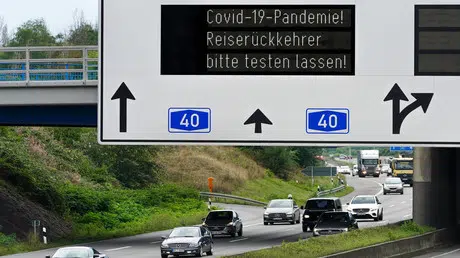 Covid-19-Pandemie!
Reiserückkehrer
bitte testen lassen!
40
40